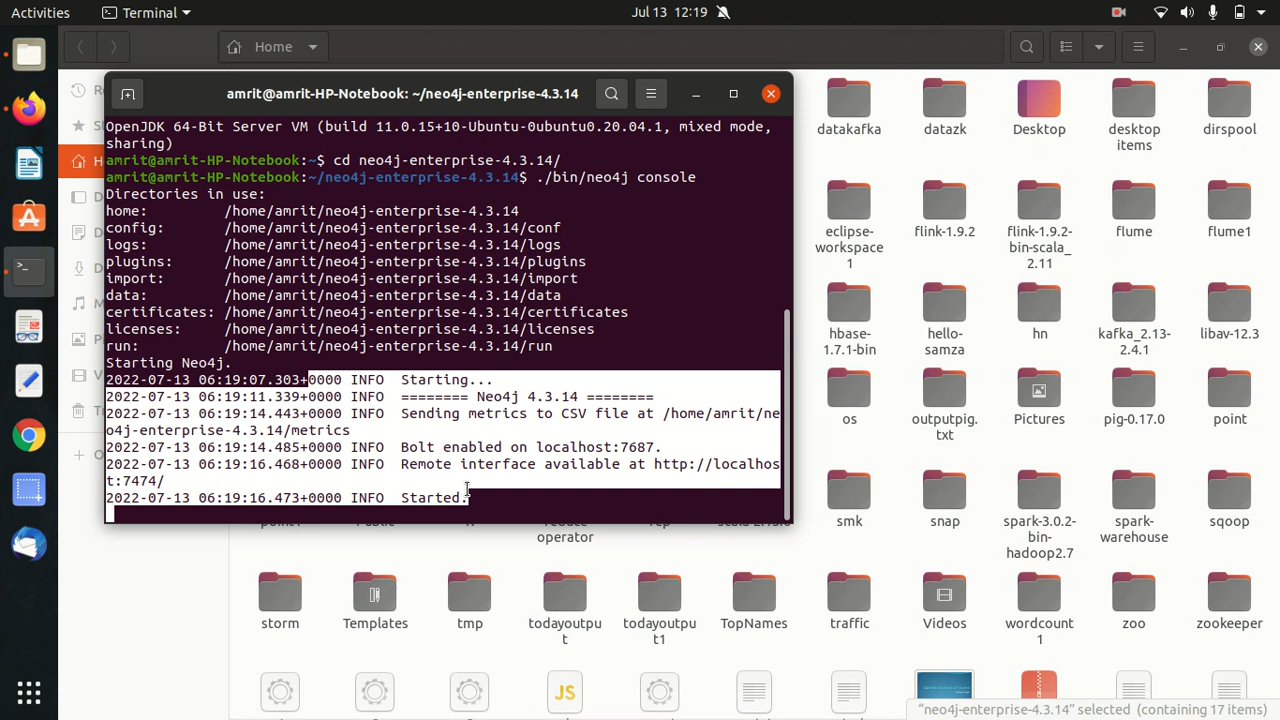 Activities
Terminal
Jul 13 12:19
Home
amrit@amrit-HP-Notebook: ~/neo4j-enterprise-4.3.14
OpenJDK 64-Bit Server VM (build 11.0.15+10-Ubuntu-0ubuntu0.20.04.1, mixed mode,
sharing)
amrit@amrit-HP-Notebook:~$ cd neo4j-enterprise-4.3.14/
amrit@amrit-HP-Notebook:~/neo4j-enterprise-4.3.14$ ./bin/neo4j console
Directories in use:
home: /home/amrit/neo4j-enterprise-4.3.14
config: /home/amrit/neo4j-enterprise-4.3.14/conf
logs: /home/amrit/neo4j-enterprise-4.3.14/logs
plugins: /home/amrit/neo4j-enterprise-4.3.14/plugins
import: /home/amrit/neo4j-enterprise-4.3.14/import
data: /home/amrit/neo4j-enterprise-4.3.14/data
certificates: /home/amrit/neo4j-enterprise-4.3.14/certificates
licenses: /home/amrit/neo4j-enterprise-4.3.14/licenses
run: /home/amrit/neo4j-enterprise-4.3.14/run
Starting Neo4j.
2022-07-13 06:19:07.303+0000 INFO Starting...
2022-07-13 06:19:11.339+0000 INFO ======== Neo4j 4.3.14 ========
2022-07-13 06:19:14.443+0000 INFO Sending metrics to CSV file at /home/amrit/ne
o4j-enterprise-4.3.14/metrics
2022-07-13 06:19:14.485+0000 INFO Bolt enabled on localhost:7687.
2022-07-13 06:19:16.468+0000 INFO Remote interface available at http://localhos
t:7474/
2022-07-13 06:19:16.473+0000 INFO Started.
datakafka
datazk
Desktop
desktop
items
dirspool
eclipse-
workspace
1
flink-1.9.2
flink-1.9.2-
bin-scala_
2.11
flume
flume1
hbase-
1.7.1-bin
hello-
samza
hn
kafka_2.13-
2.4.1
libav-12.3
os
outputpig.
txt
Pictures
pig-0.17.0
point
operator
smk
snap
spark-3.0.2-
bin-
hadoop2.7
spark-
warehouse
sqoop
storm
Templates
tmp
todayoutpu
t
todayoutpu
t1
TopNames
traffic
Videos
wordcount
1
zoo
zookeeper
JS
"neo4j-enterprise-4.3.14" selected (containing 17 items)